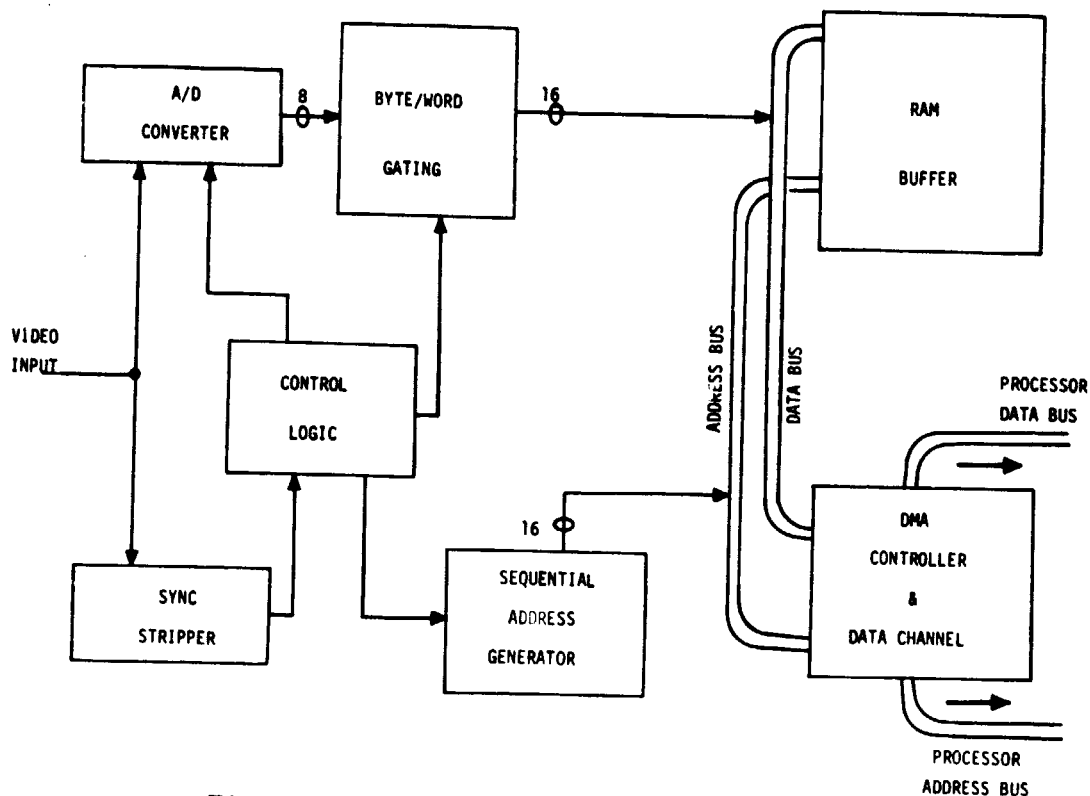 A/D
CONVERTER
8
BYTE/WORD
GATING
16
RAM
BUFFER
VIDEO
INPUT
CONTROL
LOGIC
ADDRESS BUS
DATA BUS
PROCESSOR
DATA BUS
SYNC
STRIPPER
16
SEQUENTIAL
ADDRESS
GENERATOR
DMA
CONTROLLER
&
DATA CHANNEL
PROCESSOR
ADDRESS BUS